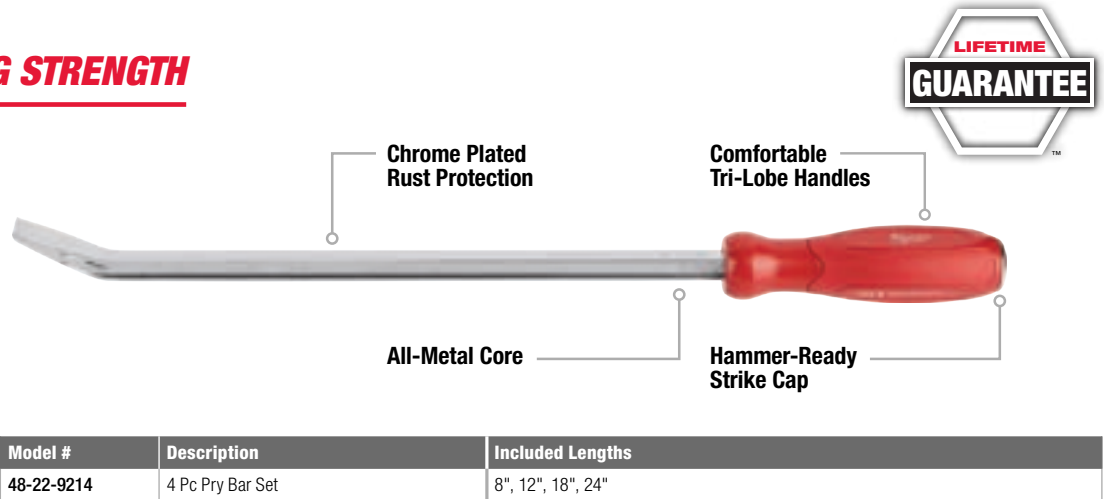 G STRENGTH
LIFETIME
GUARANTEE
™
Chrome Plated
Rust Protection
Comfortable
Tri-Lobe Handles
All-Metal Core
Hammer-Ready
Strike Cap
Model # Description Included Lengths
48-22-9214 4 Pc Pry Bar Set 8", 12", 18", 24"